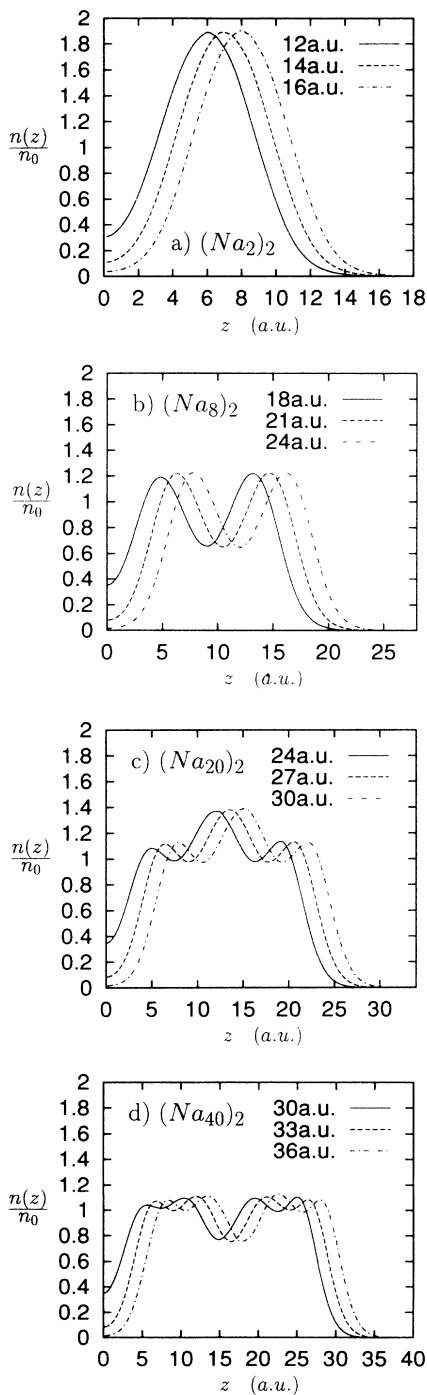 2
1.8
1.6
1.4
1.2
1
0.8
0.6
0.4
0.2
0
n(z)
n₀
12a.u.
14a.u.
16a.u.
a) (Na₂)₂
0 2 4 6 8 10 12 14 16 18
z (a.u.)
2
1.8
1.6
1.4
1.2
1
0.8
0.6
0.4
0.2
0
n(z)
n₀
b) (Na₈)₂
18a.u.
21a.u.
24a.u.
0 5 10 15 20 25
z (a.u.)
2
1.8
1.6
1.4
1.2
1
0.8
0.6
0.4
0.2
0
n(z)
n₀
c) (Na₂₀)₂
24a.u.
27a.u.
30a.u.
0 5 10 15 20 25 30
z (a.u.)
2
1.8
1.6
1.4
1.2
1
0.8
0.6
0.4
0.2
0
n(z)
n₀
d) (Na₄₀)₂
30a.u.
33a.u.
36a.u.
0 5 10 15 20 25 30 35 40
z (a.u.)